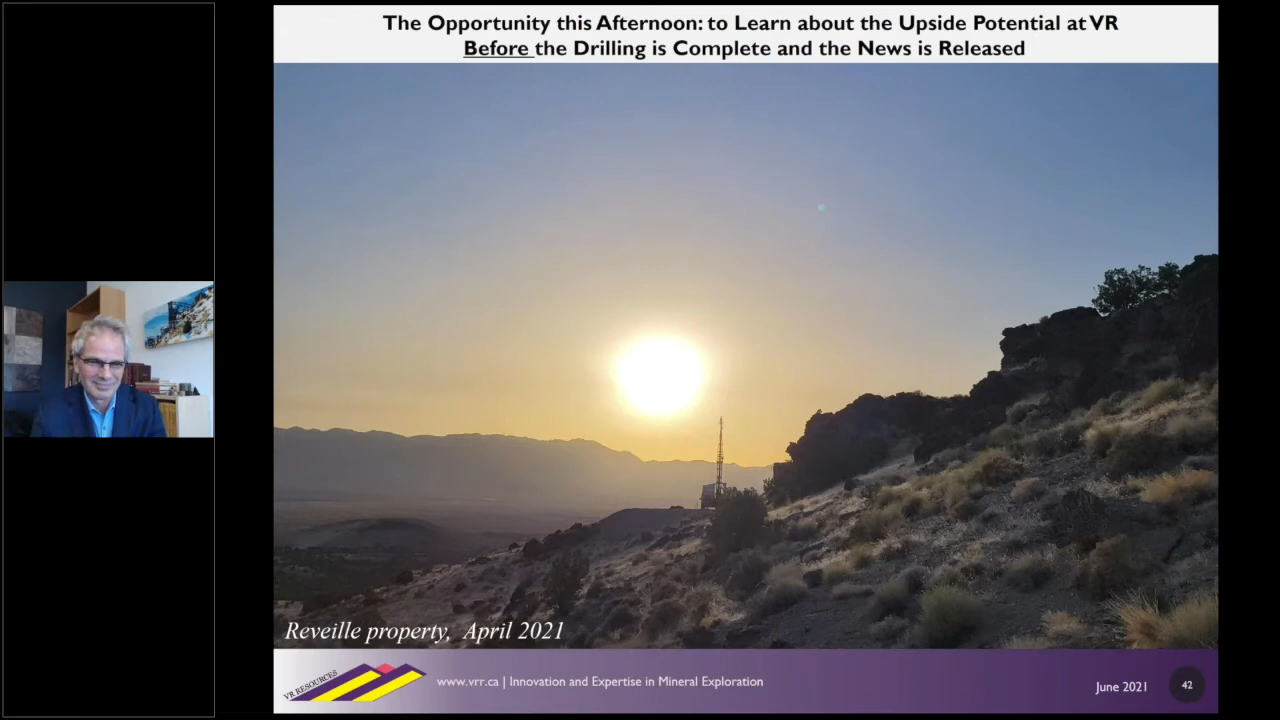 The Opportunity this Afternoon: to Learn about the Upside Potential at VR
Before the Drilling is Complete and the News is Released
Reveille property, April 2021
VR RESOURCES
www.vrr.ca | Innovation and Expertise in Mineral Exploration
June 2021
42